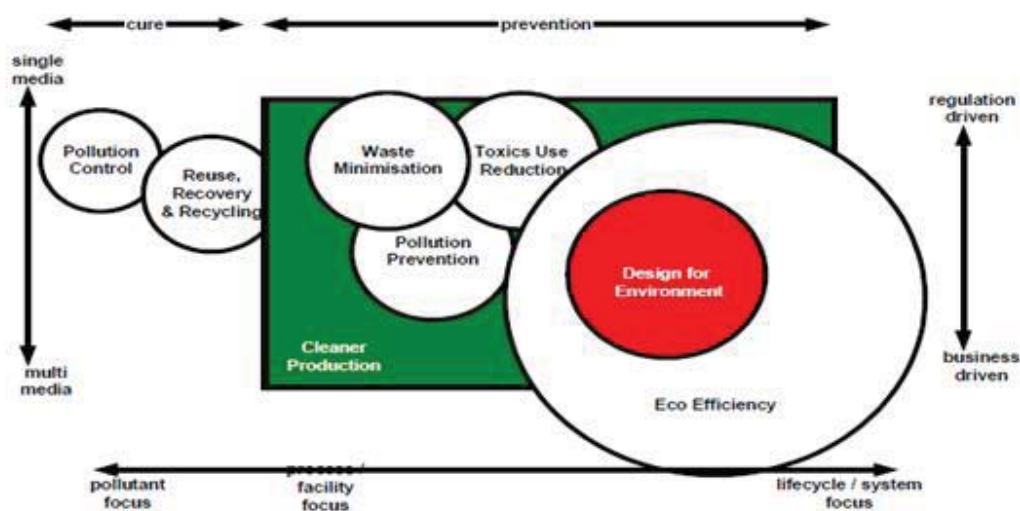 cure
prevention
single
media
regulation
driven
Pollution
Control
Reuse,
Recovery
& Recycling
Waste
Minimisation
Toxics Use
Reduction
Pollution
Prevention
Design for
Environment
Cleaner
Production
Eco Efficiency
multi
media
business
driven
pollutant
focus
process /
facility
focus
lifecycle / system
focus